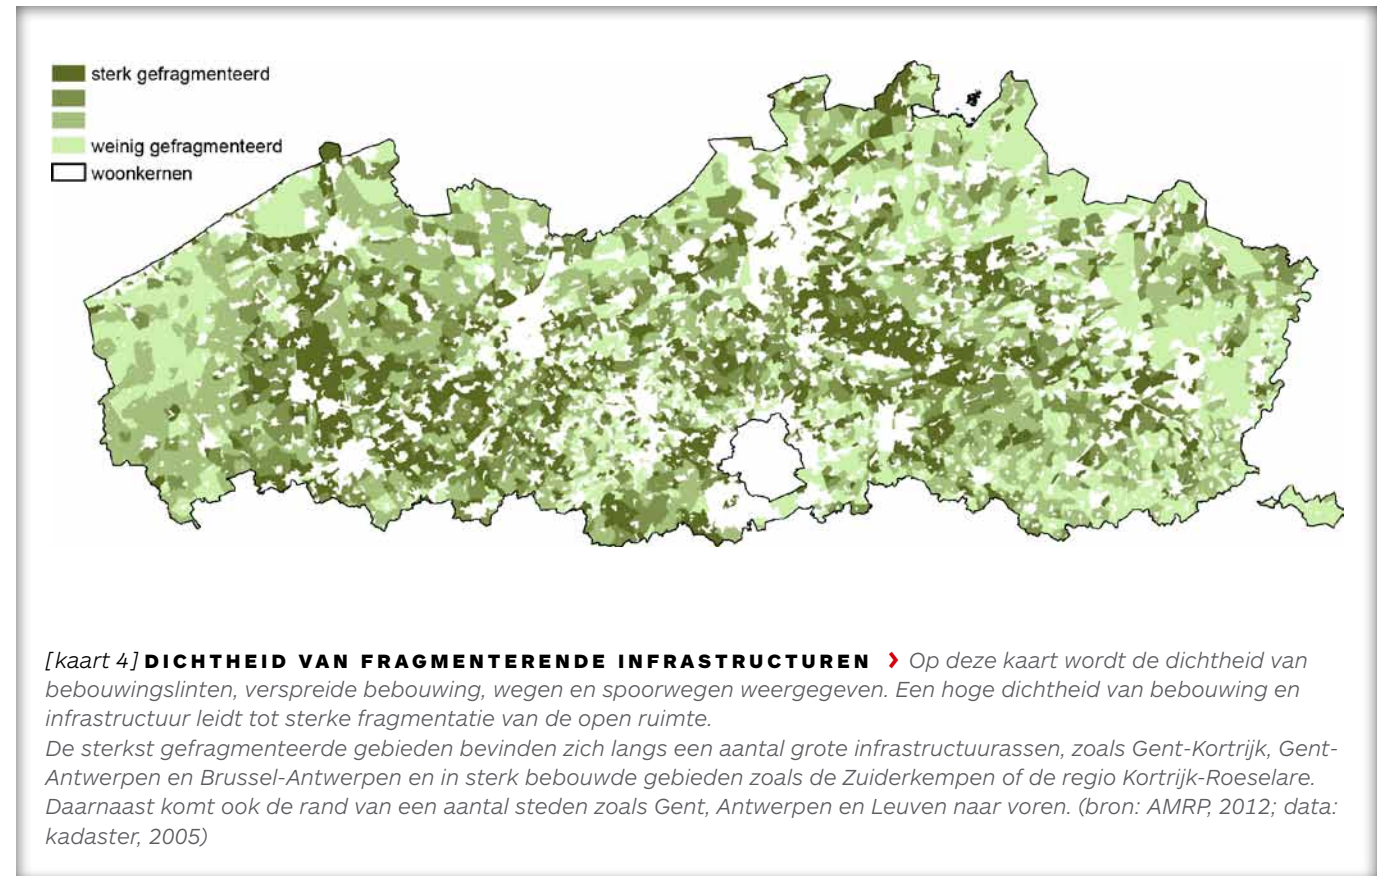 sterk gefragmenteerd
weinig gefragmenteerd
woonkernen
[kaart 4] DICHTHEID VAN FRAGMENTERENDE INFRASTRUCTUREN › Op deze kaart wordt de dichtheid van
bebouwingslinten, verspreide bebouwing, wegen en spoorwegen weergegeven. Een hoge dichtheid van bebouwing en
infrastructuur leidt tot sterke fragmentatie van de open ruimte.
De sterkst gefragmenteerde gebieden bevinden zich langs een aantal grote infrastructuurassen, zoals Gent-Kortrijk, Gent-
Antwerpen en Brussel-Antwerpen en in sterk bebouwde gebieden zoals de Zuiderkempen of de regio Kortrijk-Roeselare.
Daarnaast komt ook de rand van een aantal steden zoals Gent, Antwerpen en Leuven naar voren. (bron: AMRP, 2012; data:
kadaster, 2005)